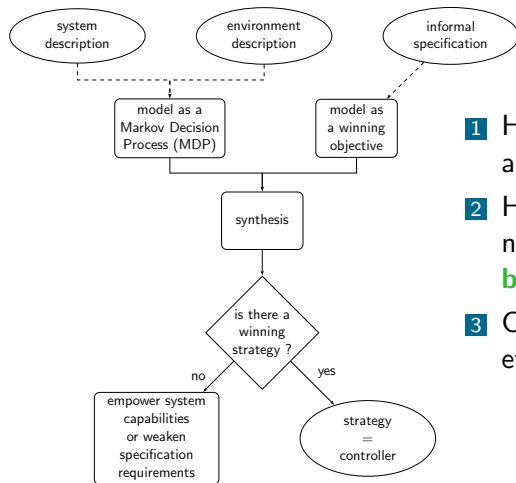 system
description
environment
description
informal
specification
model as a
Markov Decision
Process (MDP)
model as
a winning
objective
synthesis
is there a
winning
strategy ?
no
yes
empower system
capabilities
or weaken
specification
requirements
strategy
=
controller
1
2
3